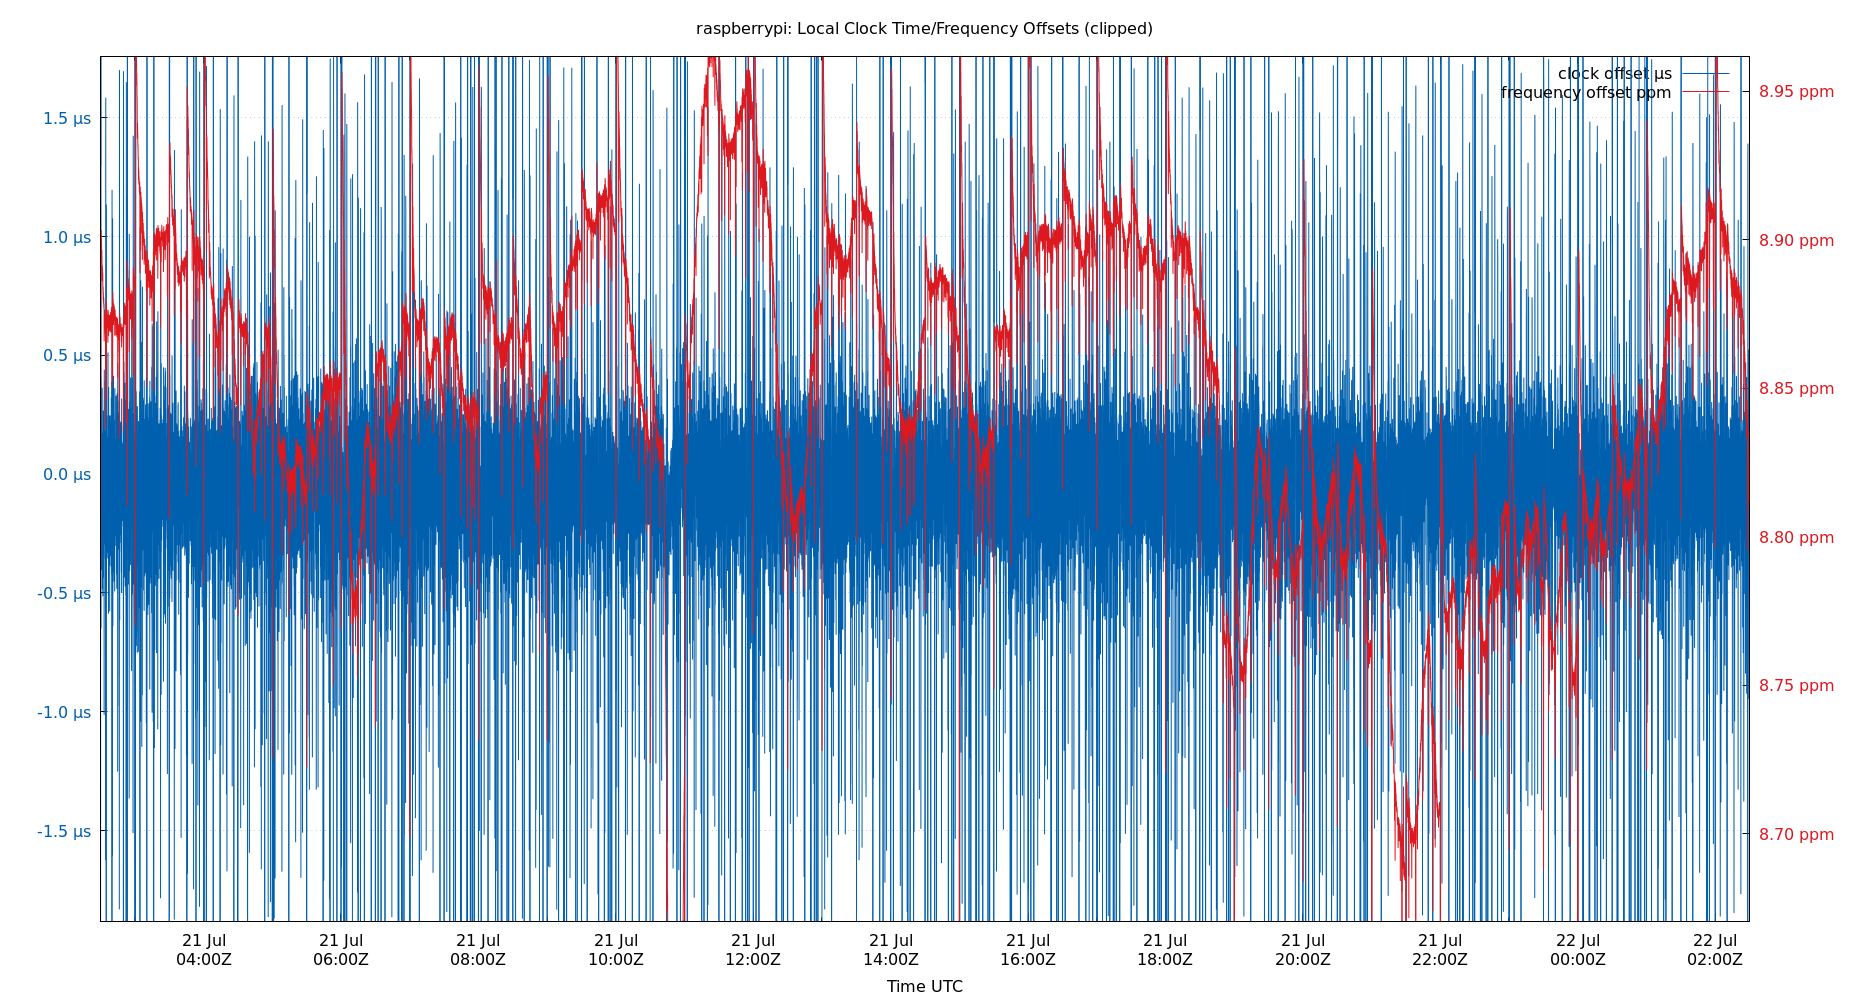 raspberrypi: Local Clock Time/Frequency Offsets (clipped)
clock offset µs
frequency offset ppm
1.5 µs
1.0 µs
0.5 µs
0.0 µs
-0.5 µs
-1.0 µs
-1.5 µs
8.95 ppm
8.90 ppm
8.85 ppm
8.80 ppm
8.75 ppm
8.70 ppm
21 Jul 21 Jul 21 Jul 21 Jul 21 Jul 21 Jul 21 Jul 21 Jul 21 Jul 21 Jul 22 Jul 22 Jul
04:00Z 06:00Z 08:00Z 10:00Z 12:00Z 14:00Z 16:00Z 18:00Z 20:00Z 22:00Z 00:00Z 02:00Z
Time UTC